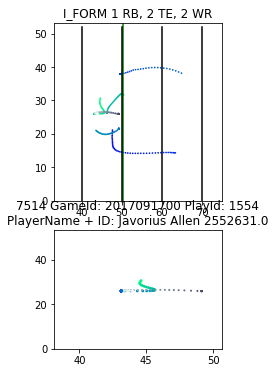 I_FORM 1 RB, 2 TE, 2 WR
50
40
30
20
10
0
40 50 60 70
7514 GameId: 2017091700 PlayId: 1554
PlayerName + ID: Javorius Allen 2552631.0
40
20
0
40 45 50